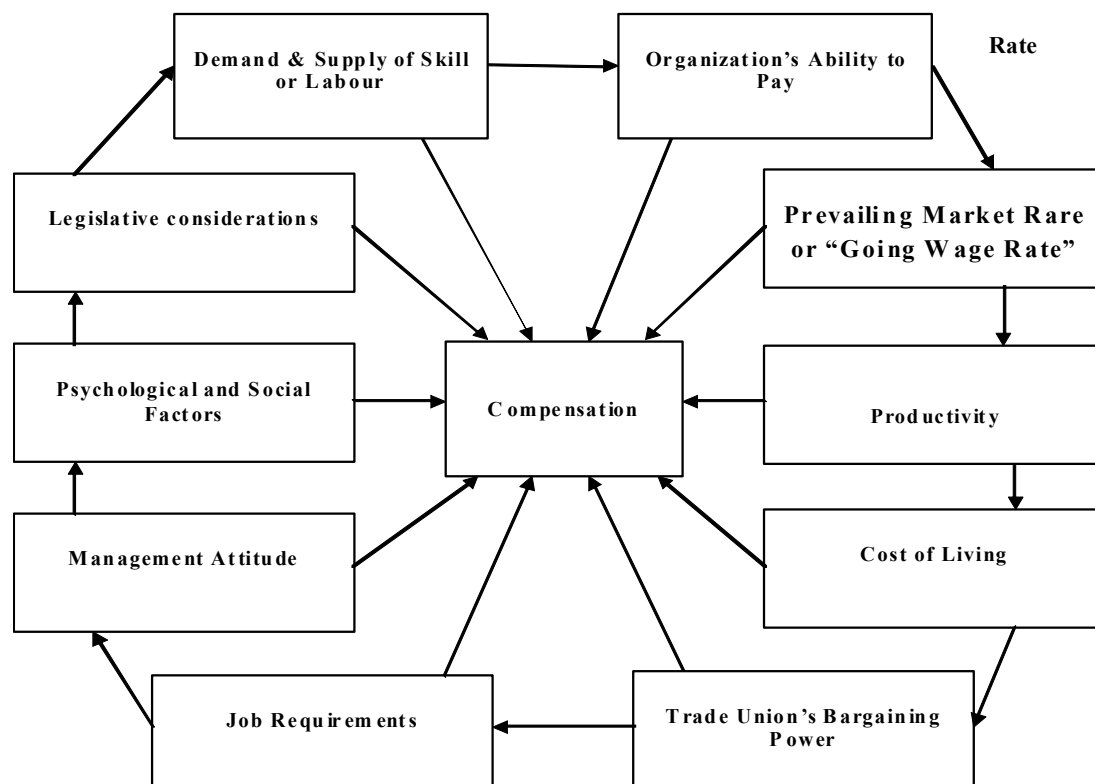 Demand & Supply of Skill
or Labour
Organization’s Ability to
Pay
Rate
Legislative considerations
Prevailing Market Rare
or “Going Wage Rate”
Psychological and Social
Factors
Compensation
Productivity
Management Attitude
Cost of Living
Job Requirements
Trade Union’s Bargaining
Power